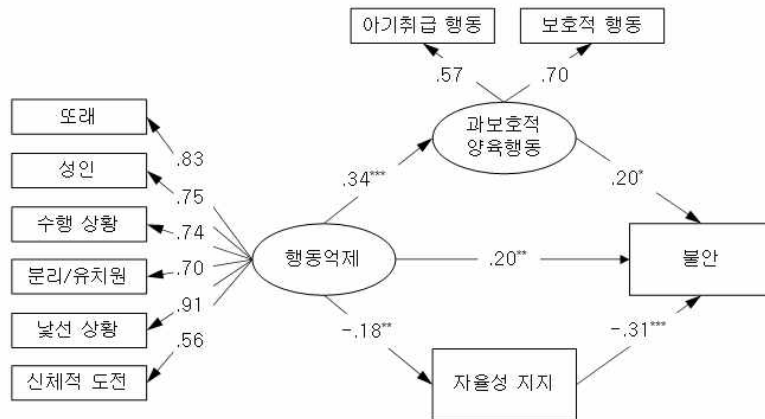 아기취급 행동
보호적 행동
.57
.70
또래
과보호적
양육행동
.83
성인
.34***
.20*
.75
수행 상황
.74
행동억제
.20**
불안
분리/유치원
.70
.91
낯선 상황
-.18**
-.31***
.56
신체적 도전
자율성 지지